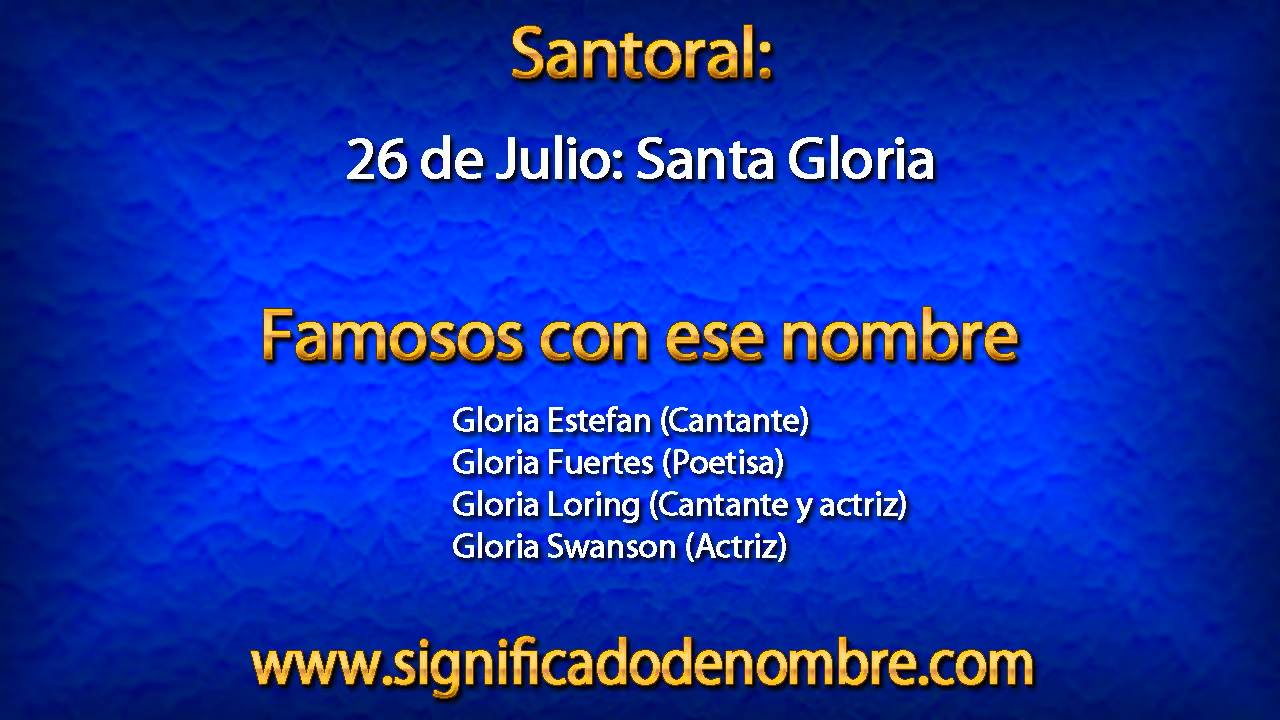 Santoral:
26 de Julio: Santa Gloria
Famosos con ese nombre
Gloria Estefan (Cantante)
Gloria Fuertes (Poetisa)
Gloria Loring (Cantante y actriz)
Gloria Swanson (Actriz)
www.significadodenombre.com